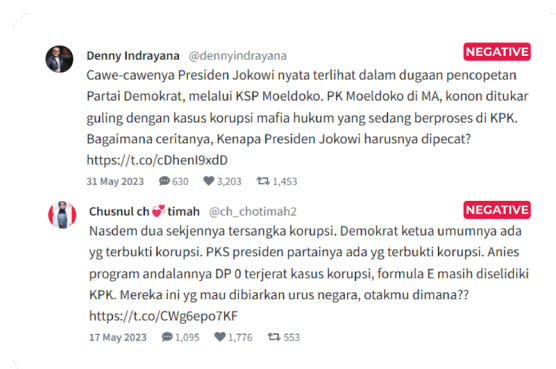 Denny Indrayana @dennyindrayana NEGATIVE
Cawe-cawenya Presiden Jokowi nyata terlihat dalam dugaan pencopetan
Partai Demokrat, melalui KSP Moeldoko. PK Moeldoko di MA, konon ditukar
guling dengan kasus korupsi mafia hukum yang sedang berproses di KPK.
Bagaimana ceritanya, Kenapa Presiden Jokowi harusnya dipecat?
https://t.co/cDhenI9xdD
31 May 2023 630 3,203 1,453
Chusnul ch💞timah @ch_chotimah2 NEGATIVE
Nasdem dua sekjennya tersangka korupsi. Demokrat ketua umumnya ada
yg terbukti korupsi. PKS presiden partainya ada yg terbukti korupsi. Anies
program andalannya DP 0 terjerat kasus korupsi, formula E masih diselidiki
KPK. Mereka ini yg mau dibiarkan urus negara, otakmu dimana??
https://t.co/CWg6epo7KF
17 May 2023 1,095 1,776 553